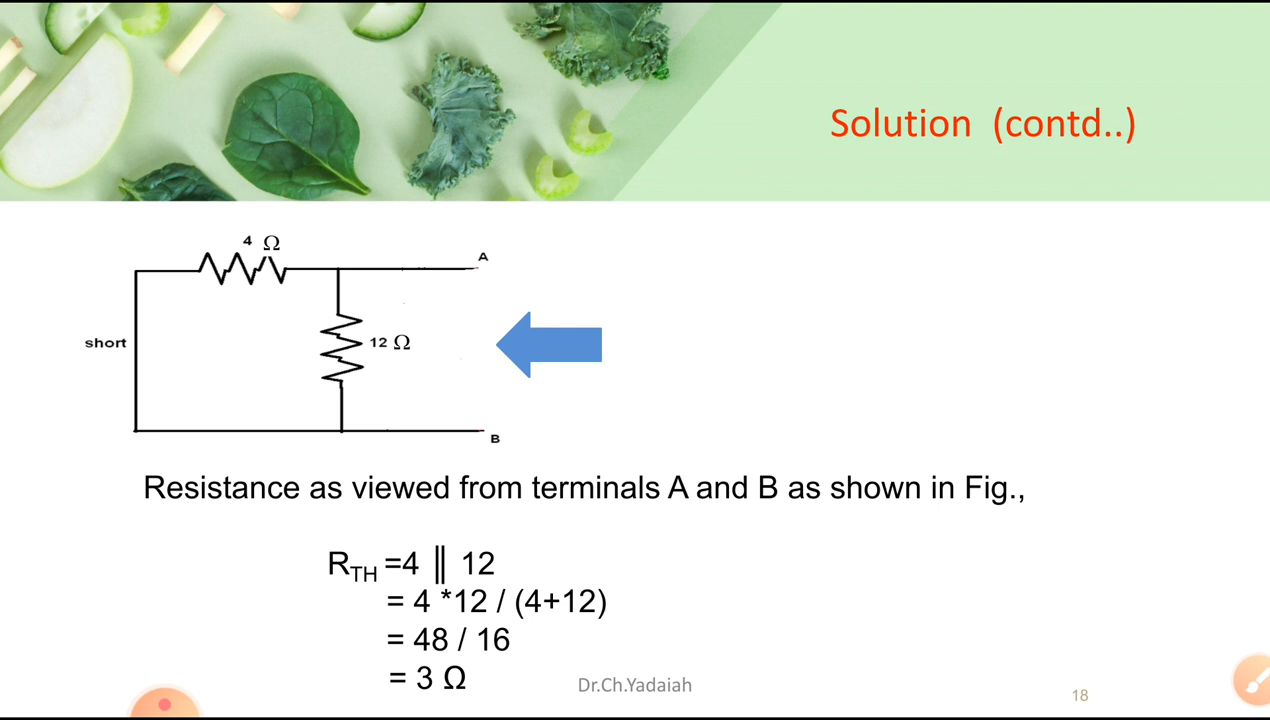 Solution (contd..)
4 Ω
A
short
12 Ω
B
Resistance as viewed from terminals A and B as shown in Fig.,
R_TH =4 ‖ 12
= 4 *12 / (4+12)
= 48 / 16
= 3 Ω
Dr.Ch.Yadaiah
18